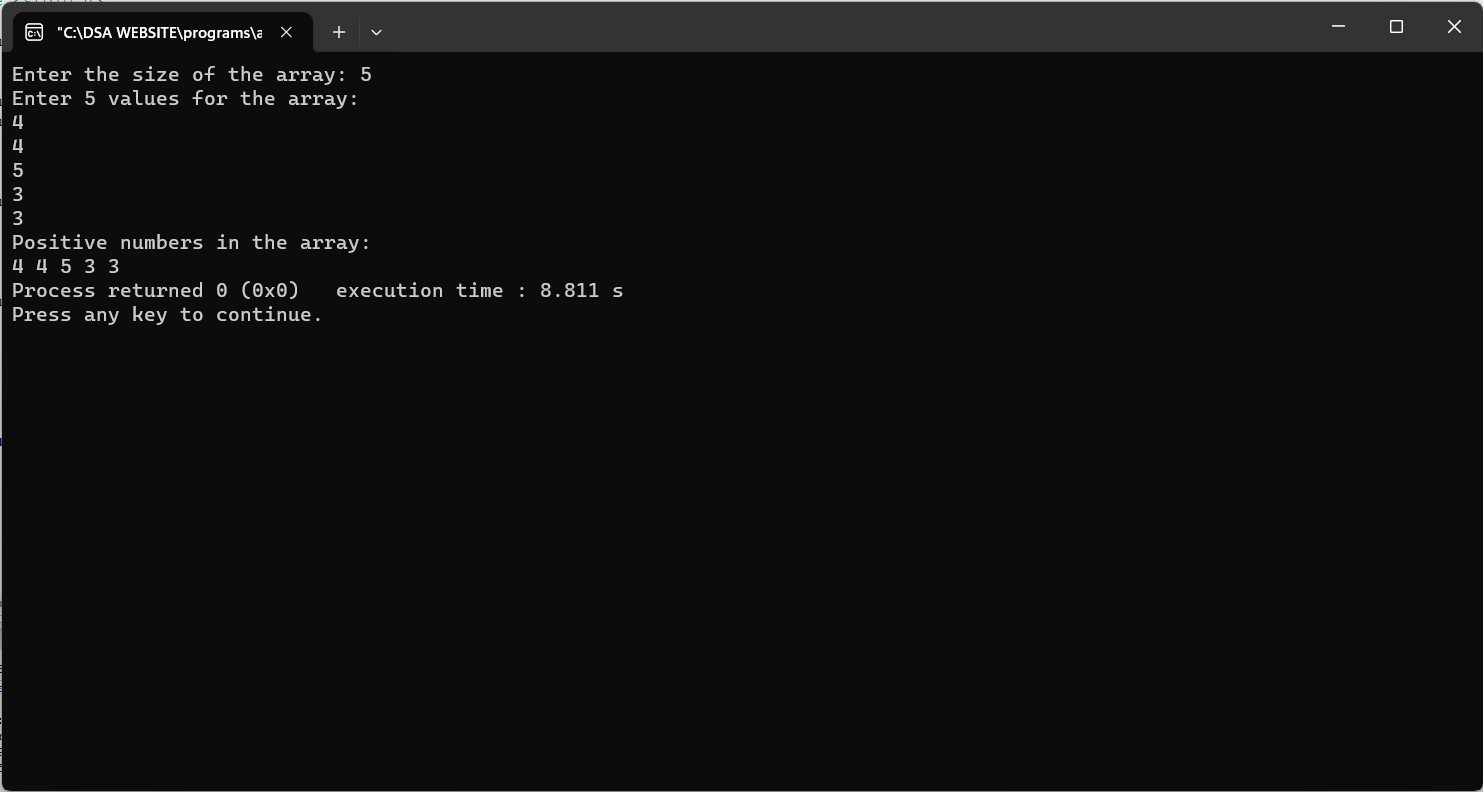 "C:\DSA WEBSITE\programs\a
Enter the size of the array: 5
Enter 5 values for the array:
4
4
5
3
3
Positive numbers in the array:
4 4 5 3 3
Process returned 0 (0x0)   execution time : 8.811 s
Press any key to continue.